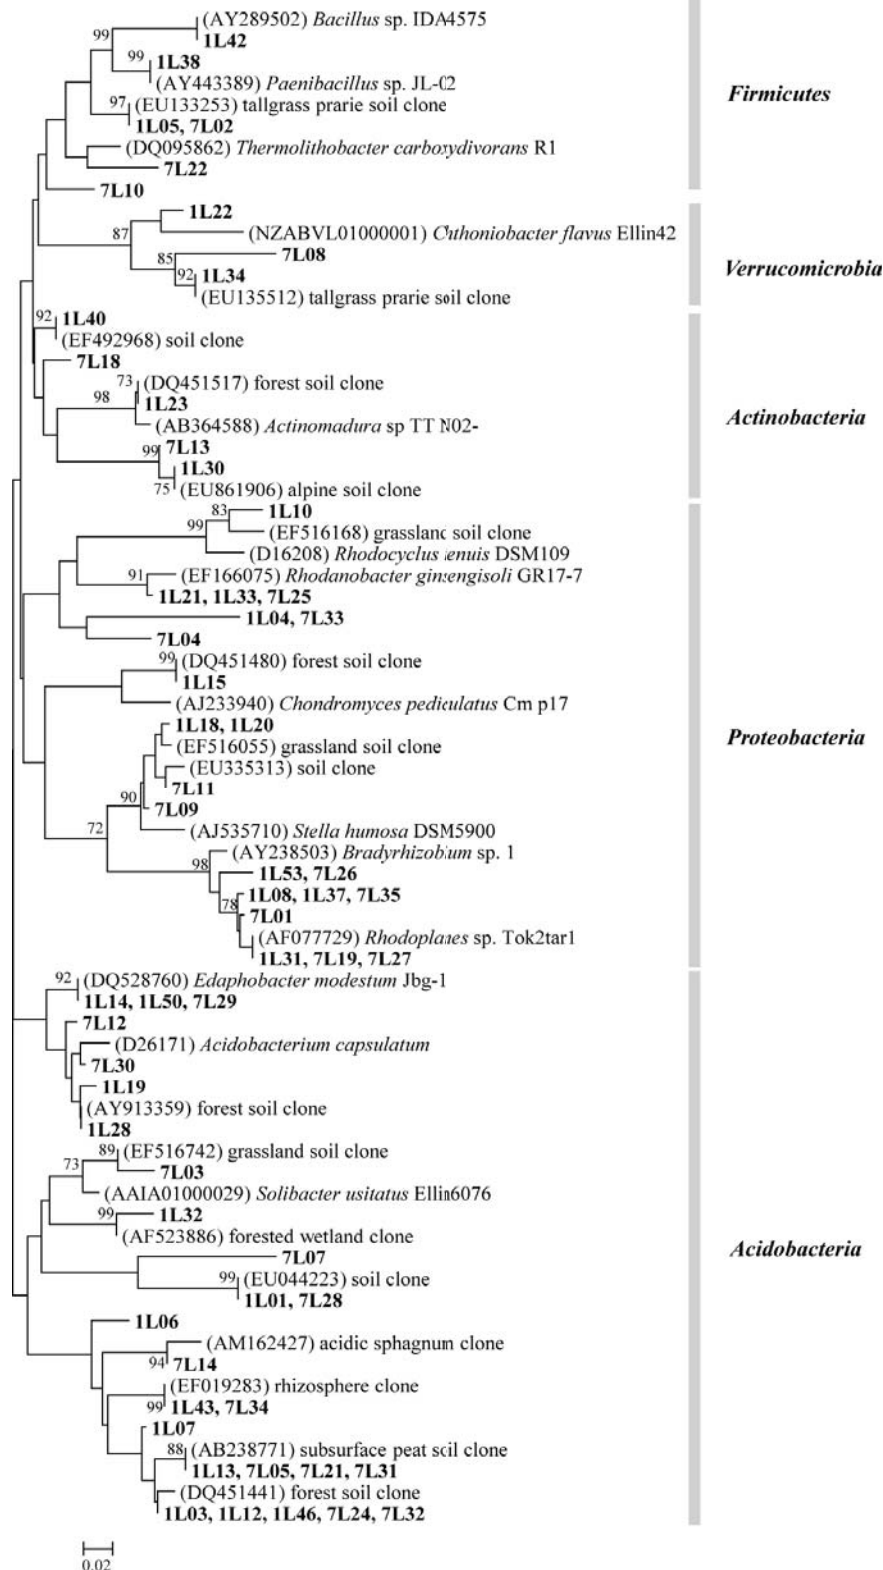 (AY289502) Bacillus sp. IDA4575
99
1L42
99 1L38
(AY443389) Paenibacillus sp. JL-02
97 (EU133253) tallgrass prarie soil clone
Firmicutes
1L05, 7L02
(DQ095862) Thermolithobacter carboxydivorans R1
7L22
7L10
1L22
87
(NZABVL01000001) Chthoniobacter flavus Ellin42
85 7L08
Verrucomicrobia
92 1L34
(EU135512) tallgrass prarie soil clone
92 1L40
(EF492968) soil clone
7L18
73 (DQ451517) forest soil clone
98
1L23
Actinobacteria
(AB364588) Actinomadura sp TT N02-
99 7L13
1L30
75 (EU861906) alpine soil clone
83 1L10
99
(EF516168) grassland soil clone
(D16208) Rhodocyclus tenuis DSM109
91 (EF166075) Rhodanobacter ginsengisoli GR17-7
1L21, 1L33, 7L25
1L04, 7L33
7L04
99 (DQ451480) forest soil clone
1L15
(AJ233940) Chondromyces pediculatus Cm p17
1L18, 1L20
Proteobacteria
(EF516055) grassland soil clone
(EU335313) soil clone
7L11
90
7L09
72
(AJ535710) Stella humosa DSM5900
(AY238503) Bradyrhizobium sp. 1
98
1L53, 7L26
1L08, 1L37, 7L35
78
7L01
(AF077729) Rhodoplanes sp. Tok2tar1
1L31, 7L19, 7L27
92 (DQ528760) Edaphobacter modestum Jbg-1
1L14, 1L50, 7L29
7L12
(D26171) Acidobacterium capsulatum
7L30
1L19
(AY913359) forest soil clone
1L28
89 (EF516742) grassland soil clone
73
7L03
(AAIA01000029) Solibacter usitatus Ellin6076
99 1L32
(AF523886) forested wetland clone
Acidobacteria
7L07
99 (EU044223) soil clone
1L01, 7L28
1L06
(AM162427) acidic sphagnum clone
94 7L14
(EF019283) rhizosphere clone
99 1L43, 7L34
1L07
88 (AB238771) subsurface peat soil clone
1L13, 7L05, 7L21, 7L31
(DQ451441) forest soil clone
1L03, 1L12, 1L46, 7L24, 7L32
0.02